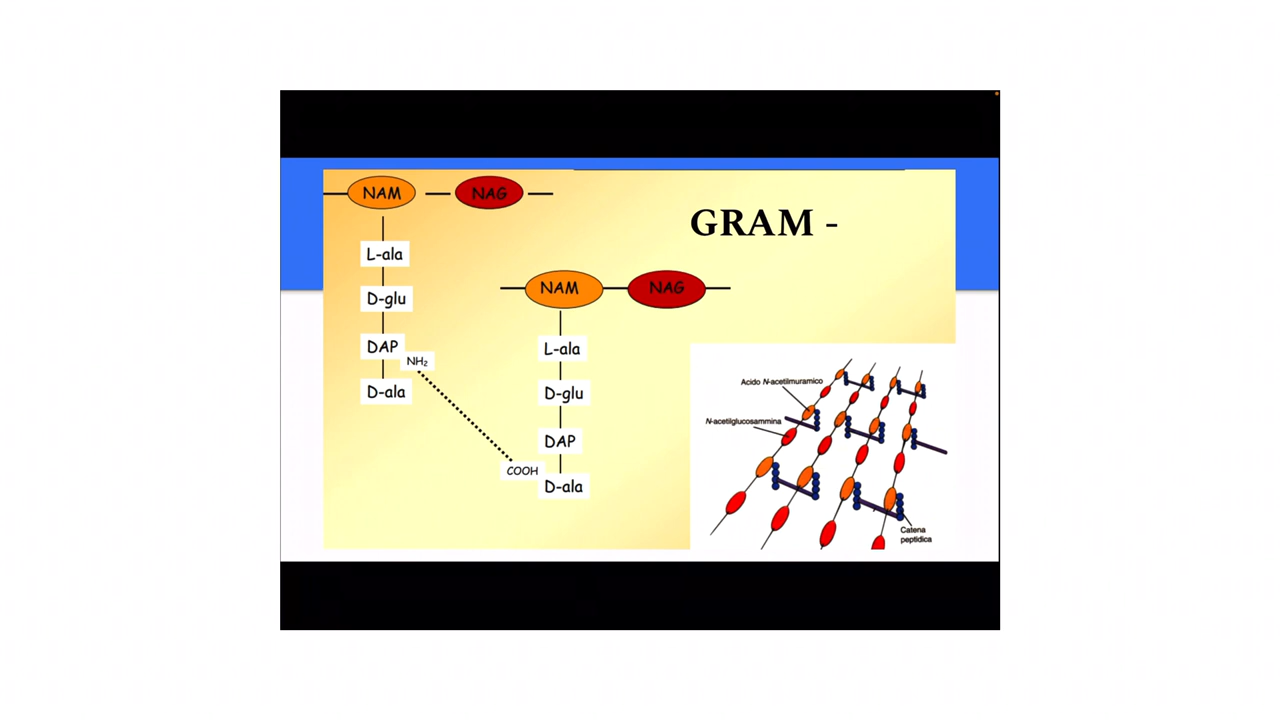 NAM
NAG
GRAM -
L-ala
D-glu
DAP
NH₂
D-ala
NAM
NAG
L-ala
D-glu
DAP
COOH
D-ala
Acido N-acetilmuramico
N-acetilglucosammina
Catena
peptidica